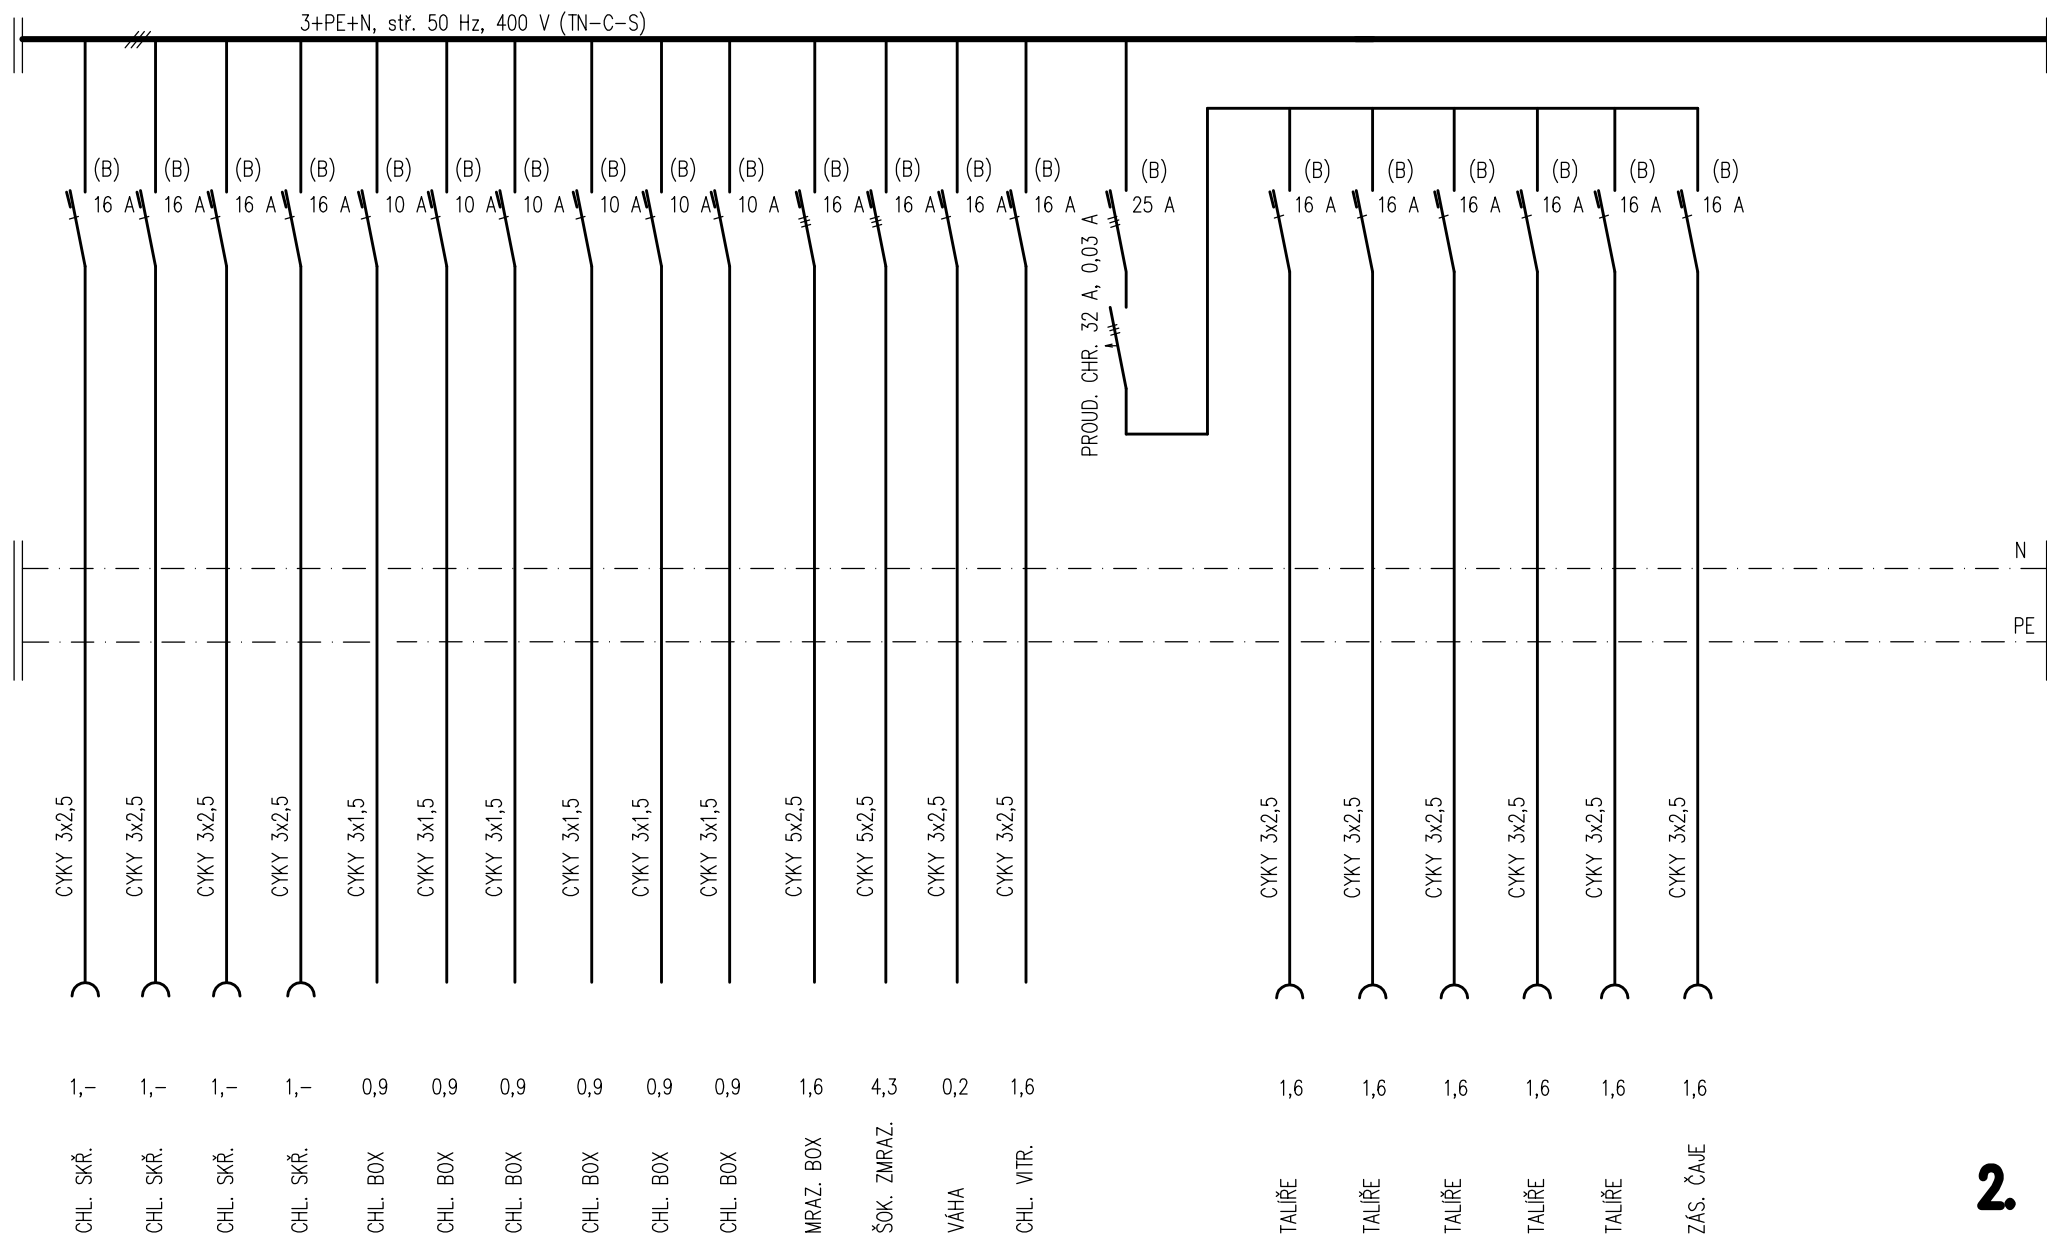 3+PE+N, stř. 50 Hz, 400 V (TN-C-S)
(B) (B) (B) (B) (B) (B) (B) (B) (B) (B) (B) (B) (B) (B) (B) (B) (B) (B) (B) (B) (B)
16 A 16 A 16 A 16 A 10 A 10 A 10 A 10 A 10 A 10 A 16 A 16 A 16 A 16 A 25 A 16 A 16 A 16 A 16 A 16 A 16 A
PROUD. CHR. 32 A, 0,03 A
N
PE
CYKY 3x2,5
CYKY 3x2,5
CYKY 3x2,5
CYKY 3x2,5
CYKY 3x1,5
CYKY 3x1,5
CYKY 3x1,5
CYKY 3x1,5
CYKY 3x1,5
CYKY 3x1,5
CYKY 5x2,5
CYKY 5x2,5
CYKY 3x2,5
CYKY 3x2,5
CYKY 3x2,5
CYKY 3x2,5
CYKY 3x2,5
CYKY 3x2,5
CYKY 3x2,5
CYKY 3x2,5
1,- 1,- 1,- 1,- 0,9 0,9 0,9 0,9 0,9 0,9 1,6 4,3 0,2 1,6 1,6 1,6 1,6 1,6 1,6 1,6
CHL. SKŘ.
CHL. SKŘ.
CHL. SKŘ.
CHL. SKŘ.
CHL. BOX
CHL. BOX
CHL. BOX
CHL. BOX
CHL. BOX
CHL. BOX
MRAZ. BOX
ŠOK. ZMRAZ.
VÁHA
CHL. VITR.
TALÍŘE
TALÍŘE
TALÍŘE
TALÍŘE
TALÍŘE
ZÁS. ČAJE
2.